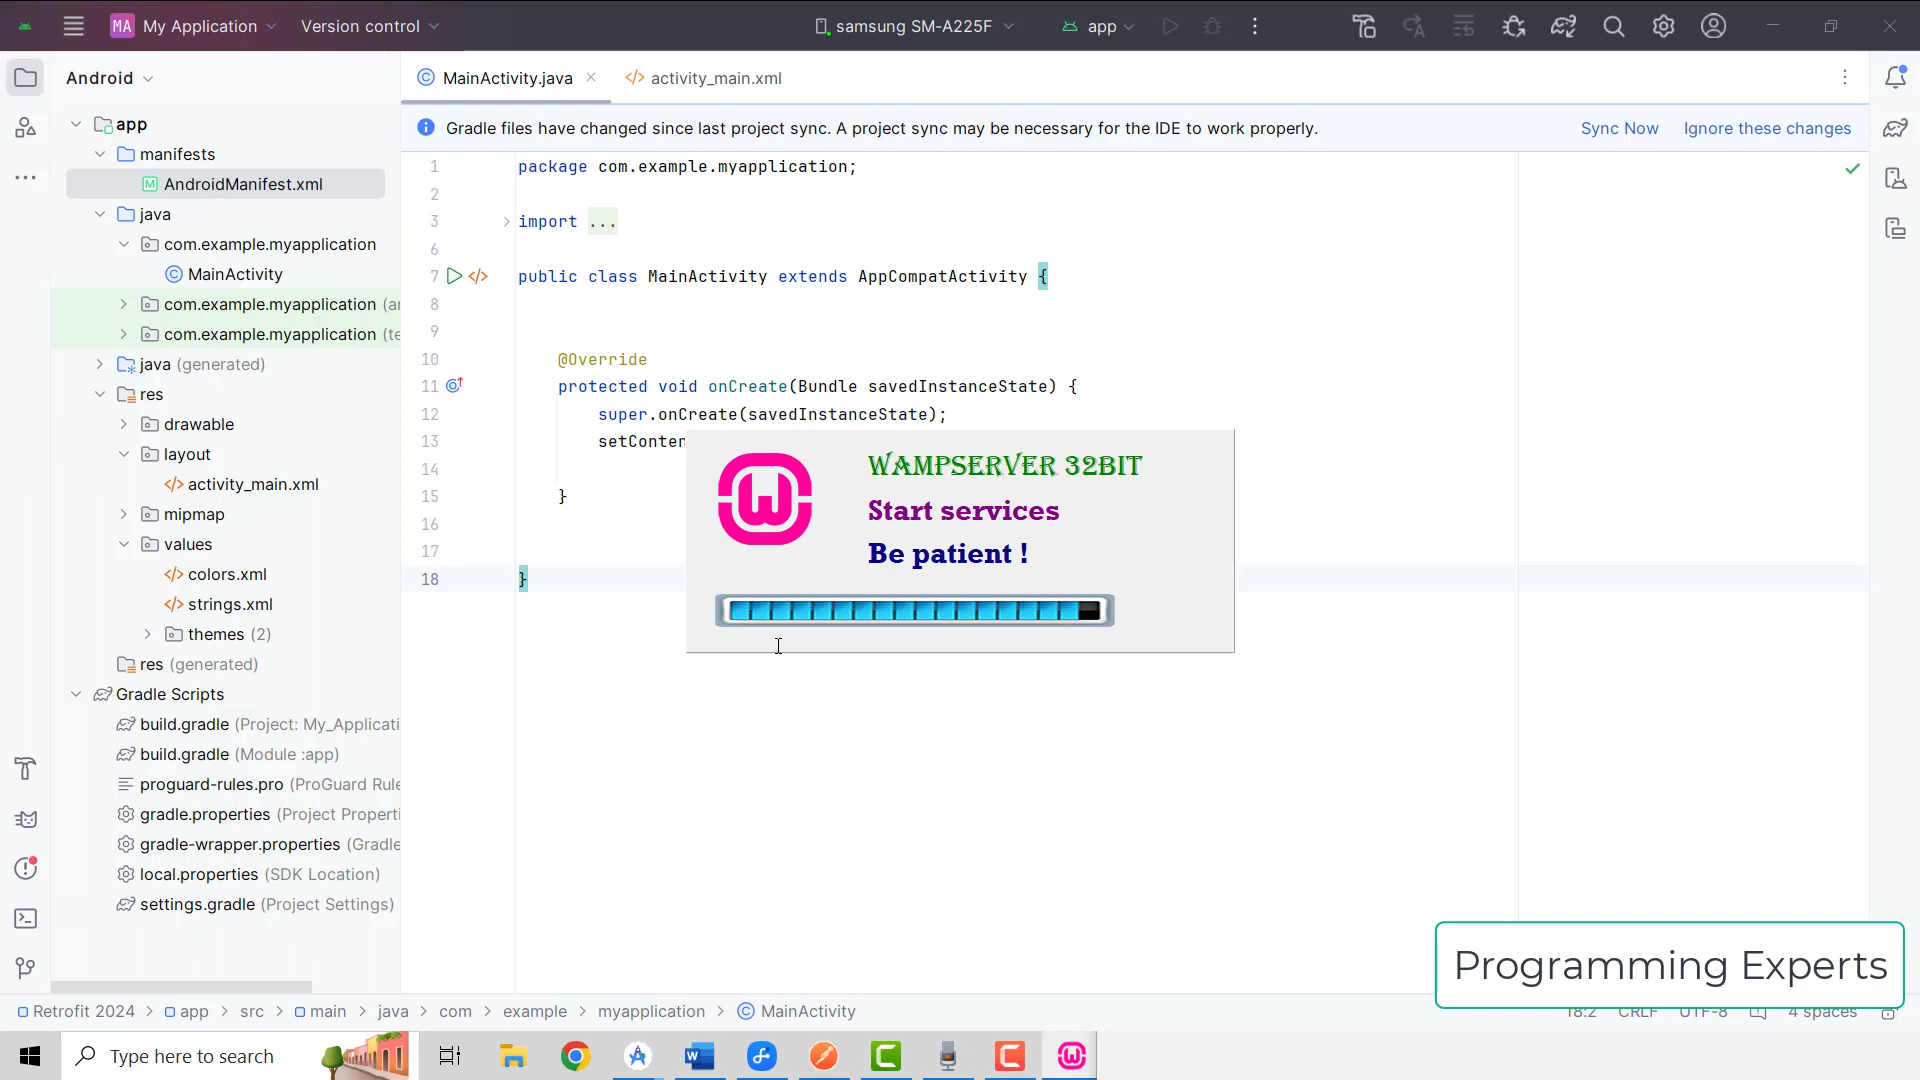 MA My Application Version control samsung SM-A225F app
Android
MainActivity.java activity_main.xml
Gradle files have changed since last project sync. A project sync may be necessary for the IDE to work properly. Sync Now Ignore these changes
app
manifests
AndroidManifest.xml
java
com.example.myapplication
MainActivity
com.example.myapplication (ar
com.example.myapplication (te
java (generated)
res
drawable
layout
activity_main.xml
mipmap
values
colors.xml
strings.xml
themes (2)
res (generated)
Gradle Scripts
build.gradle (Project: My_Applicati
build.gradle (Module :app)
proguard-rules.pro (ProGuard Rule
gradle.properties (Project Properti
gradle-wrapper.properties (Gradle
local.properties (SDK Location)
settings.gradle (Project Settings)
1 package com.example.myapplication;
2
3 import ...
6
7 public class MainActivity extends AppCompatActivity {
8
9
10 @Override
11 protected void onCreate(Bundle savedInstanceState) {
12 super.onCreate(savedInstanceState);
13 setConten
14
15 }
16
17
18 }
WAMPSERVER 32BIT
Start services
Be patient !
Programming Experts
Retrofit 2024 > app > src > main > java > com > example > myapplication > MainActivity
18:2 CRLF UTF-8 4 spaces
Type here to search